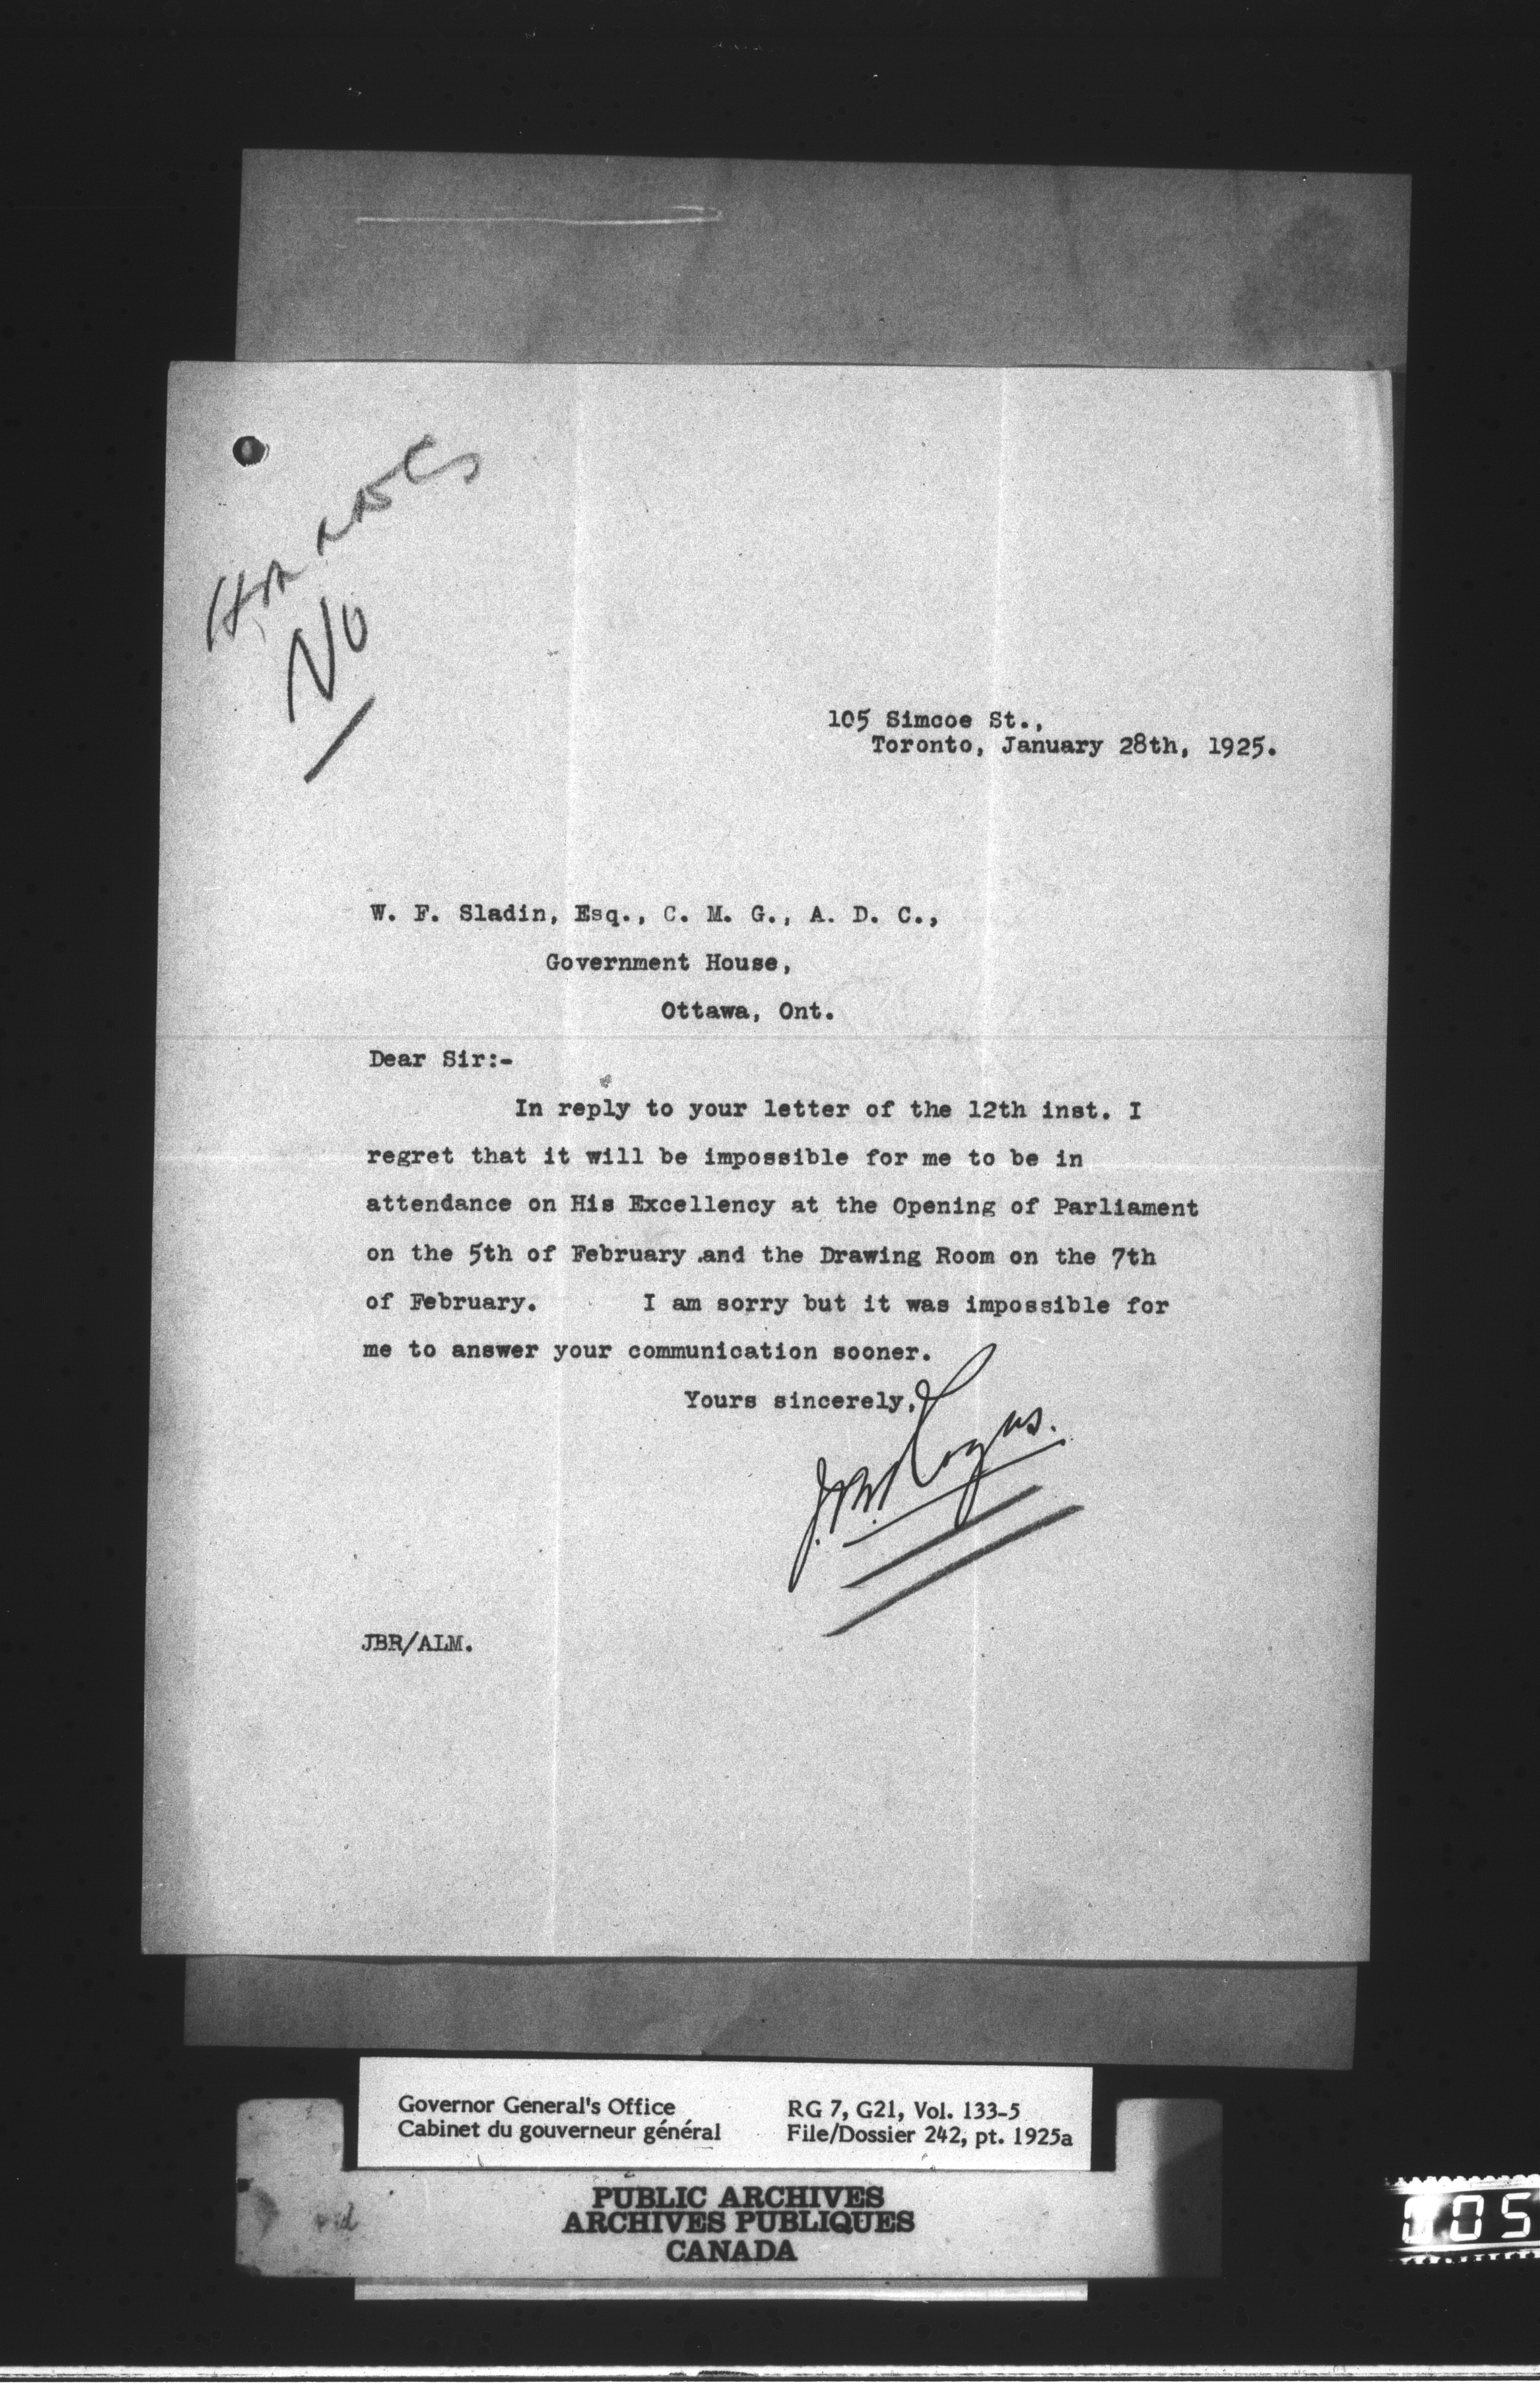 No
105 Simcoe St.,
Toronto, January 28th, 1925.
W. F. Sladin, Esq., C. M. G., A. D. C.,
Government House,
Ottawa, Ont.
Dear Sir:-
In reply to your letter of the 12th inst. I
regret that it will be impossible for me to be in
attendance on His Excellency at the Opening of Parliament
on the 5th of February .and the Drawing Room on the 7th
of February. I am sorry but it was impossible for
me to answer your communication sooner.
Yours sincerely,
JBR/ALM.
Governor General's Office
Cabinet du gouverneur général
RG 7, G21, Vol. 133-5
File/Dossier 242, pt. 1925a
PUBLIC ARCHIVES
ARCHIVES PUBLIQUES
CANADA